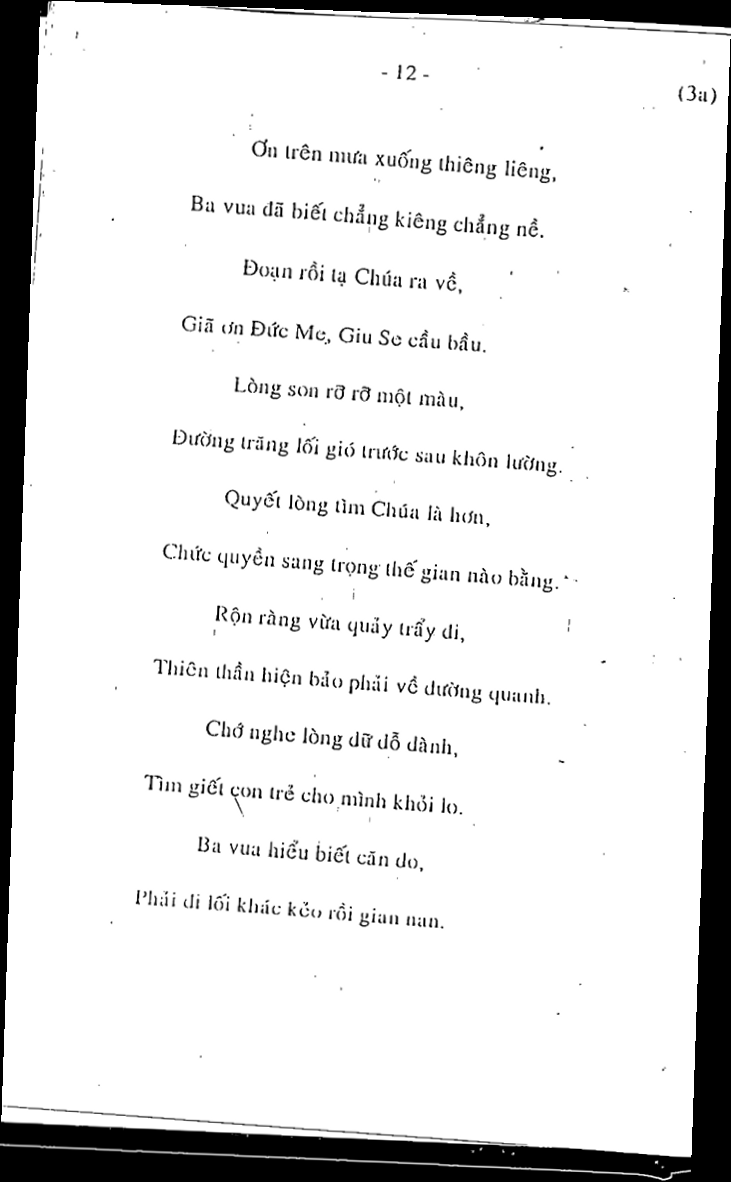 - 12 -
(3a)
Ơn trên mưa xuống thiêng liêng,
Ba vua đã biết chẳng kiêng chẳng nề.
Đoạn rồi tạ Chúa ra về,
Giã ơn Đức Mẹ, Giu Se cầu bầu.
Lòng son rỡ rỡ một màu,
Đường trăng lối gió trước sau khôn lường.
Quyết lòng tìm Chúa là hơn,
Chức quyền sang trọng thế gian nào bằng.
Rộn ràng vừa quảy trẩy đi,
Thiên thần hiện bảo phải về đường quanh.
Chớ nghe lòng dữ dỗ dành,
Tìm giết con trẻ cho mình khỏi lo.
Ba vua hiểu biết căn do,
Phải đi lối khác kẻo rồi gian nan.